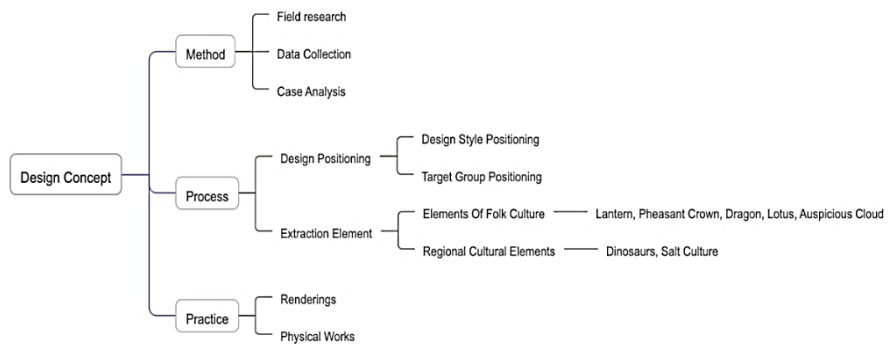 Design Concept
Method
Field research
Data Collection
Case Analysis
Process
Design Positioning
Design Style Positioning
Target Group Positioning
Extraction Element
Elements Of Folk Culture
Lantern, Pheasant Crown, Dragon, Lotus, Auspicious Cloud
Regional Cultural Elements
Dinosaurs, Salt Culture
Practice
Renderings
Physical Works